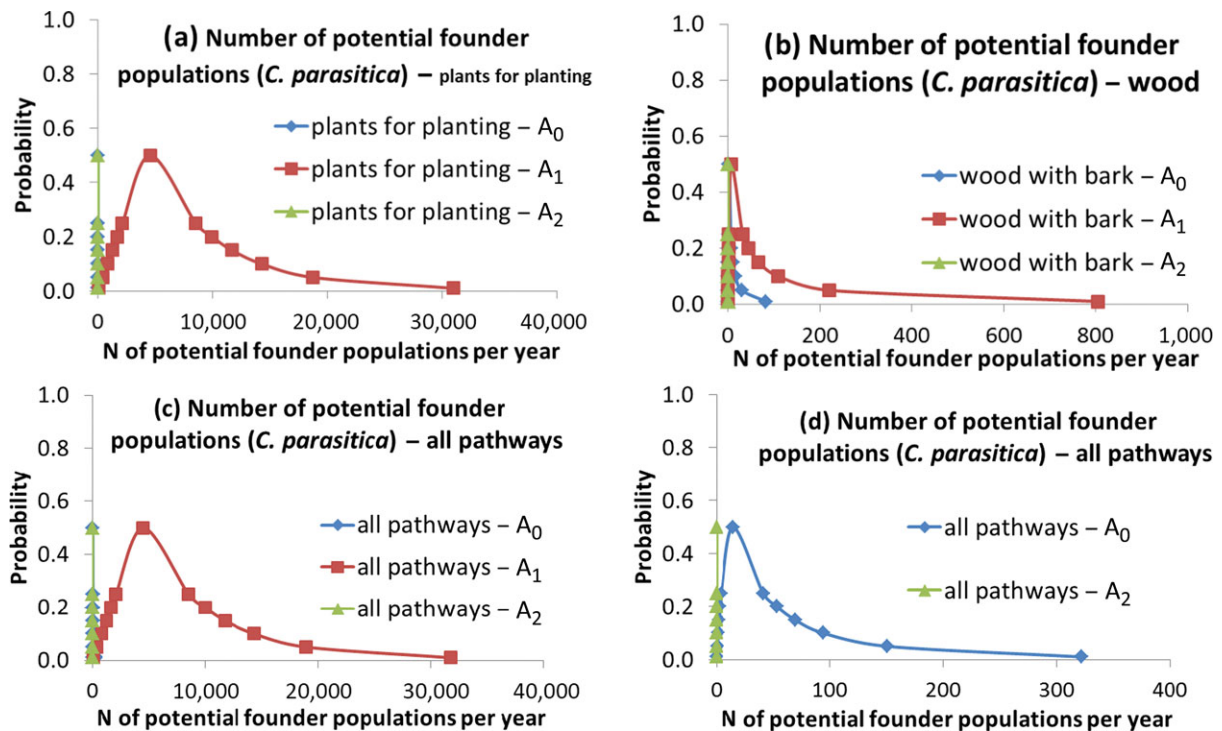 (a) Number of potential founder
populations (C. parasitica) – plants for planting
Probability
1.0
0.8
0.6
0.4
0.2
0.0
plants for planting – A0
plants for planting – A1
plants for planting – A2
0 10,000 20,000 30,000 40,000
N of potential founder populations per year
(b) Number of potential founder
populations (C. parasitica) – wood
Probability
1.0
0.8
0.6
0.4
0.2
0.0
wood with bark – A0
wood with bark – A1
wood with bark – A2
0 200 400 600 800 1,000
N of potential founder populations per year
(c) Number of potential founder
populations (C. parasitica) – all pathways
Probability
1.0
0.8
0.6
0.4
0.2
0.0
all pathways – A0
all pathways – A1
all pathways – A2
0 10,000 20,000 30,000 40,000
N of potential founder populations per year
(d) Number of potential founder
populations (C. parasitica) – all pathways
Probability
1.0
0.8
0.6
0.4
0.2
0.0
all pathways – A0
all pathways – A2
0 100 200 300 400
N of potential founder populations per year